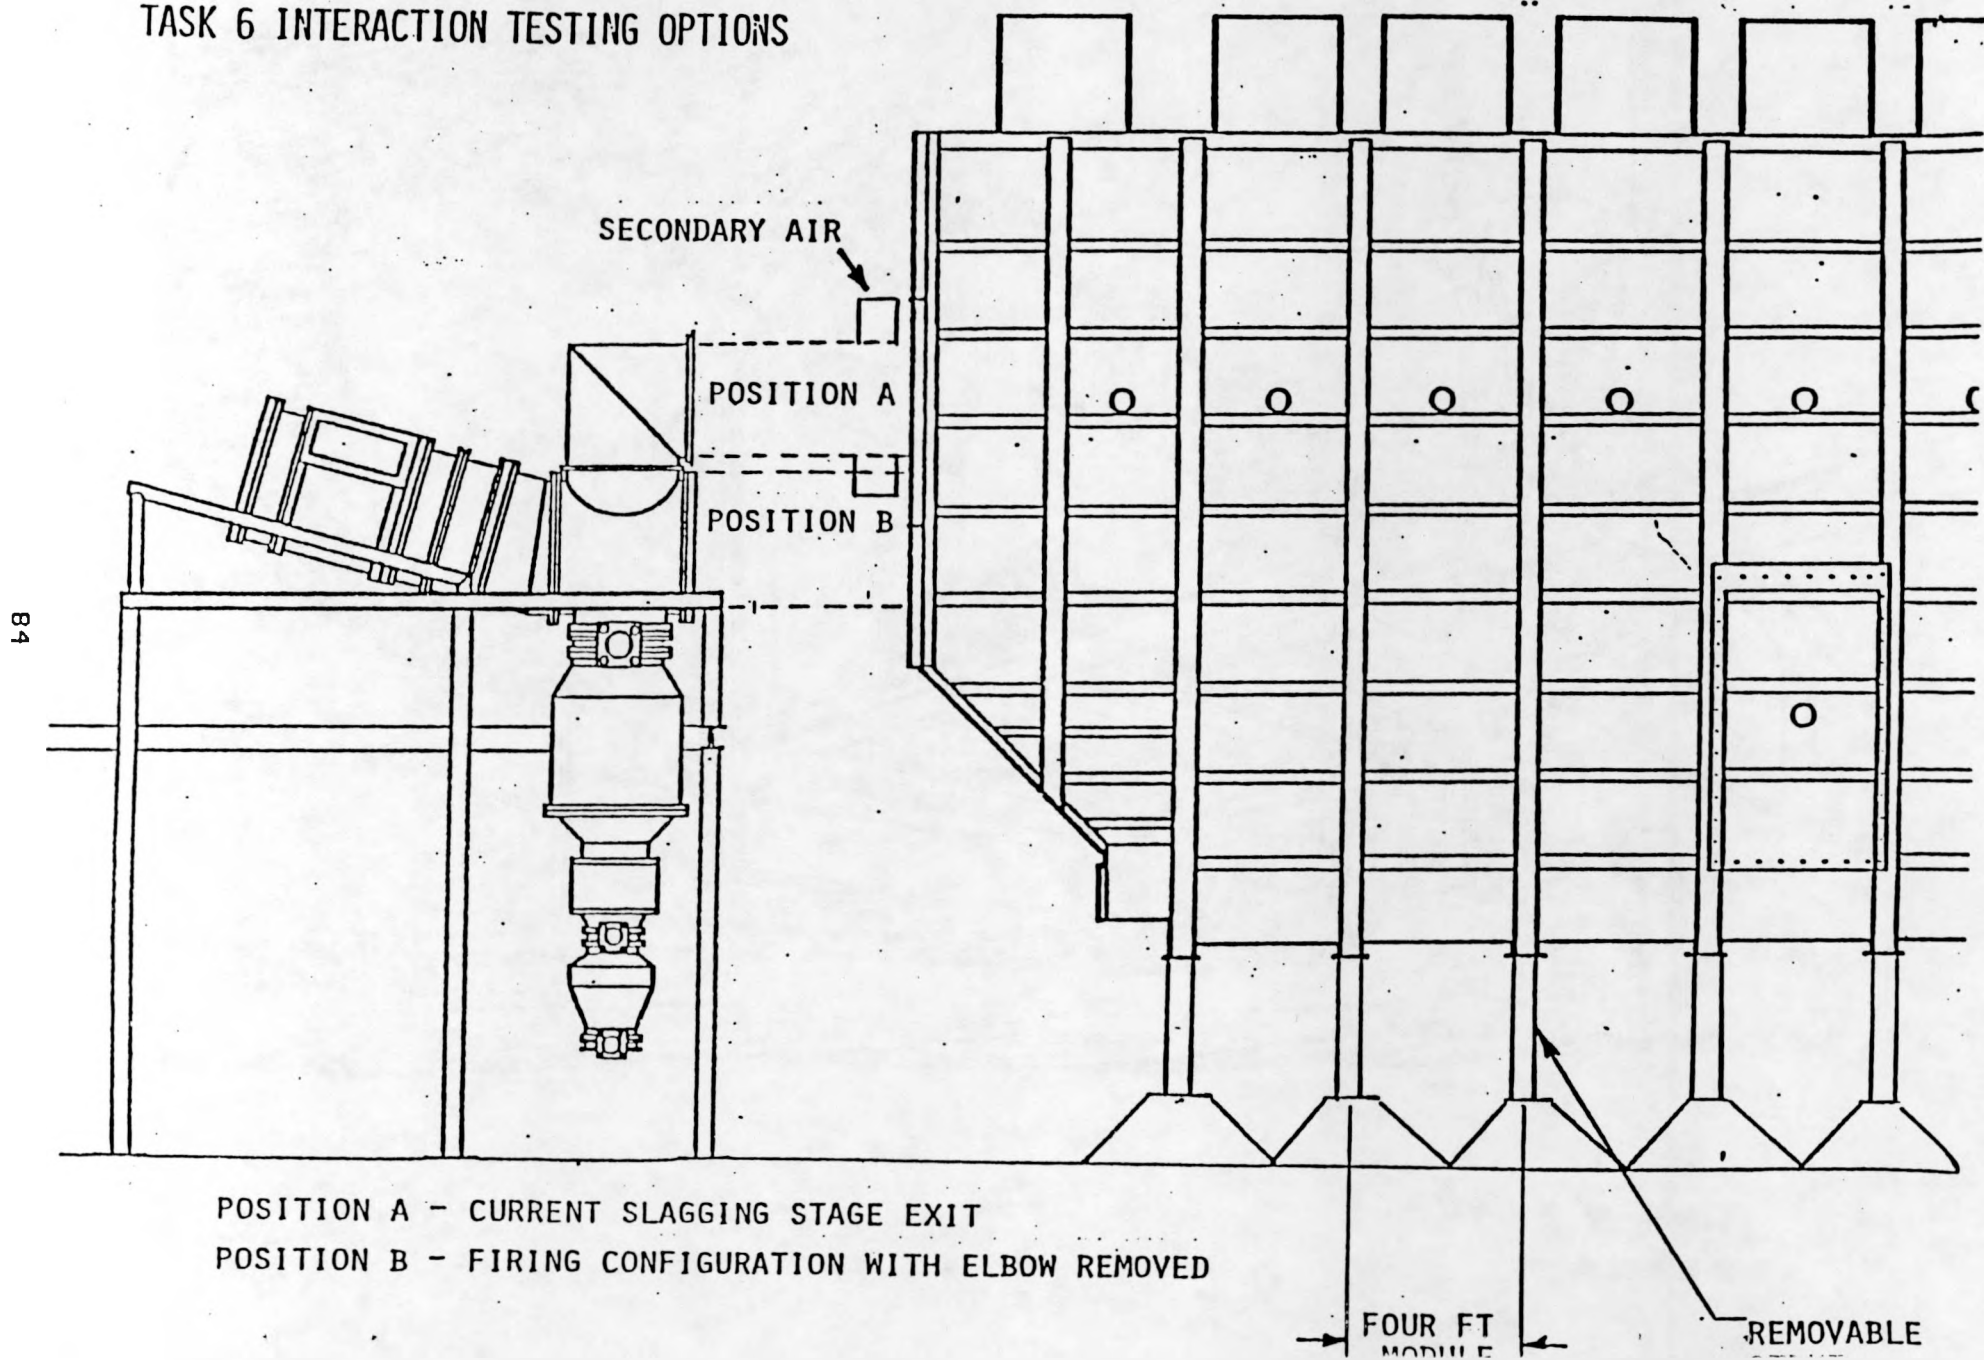 TASK 6 INTERACTION TESTING OPTIONS
SECONDARY AIR
POSITION A
POSITION B
84
POSITION A - CURRENT SLAGGING STAGE EXIT
POSITION B - FIRING CONFIGURATION WITH ELBOW REMOVED
FOUR FT
MODULE
REMOVABLE